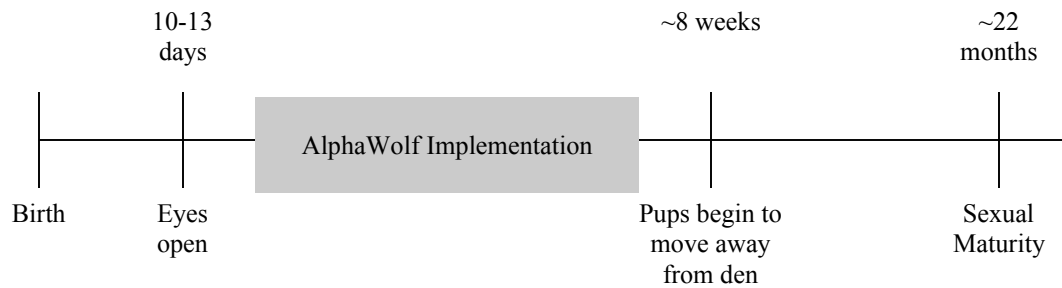 10-13
days
~8 weeks
~22
months
AlphaWolf Implementation
Birth
Eyes
open
Pups begin to
move away
from den
Sexual
Maturity